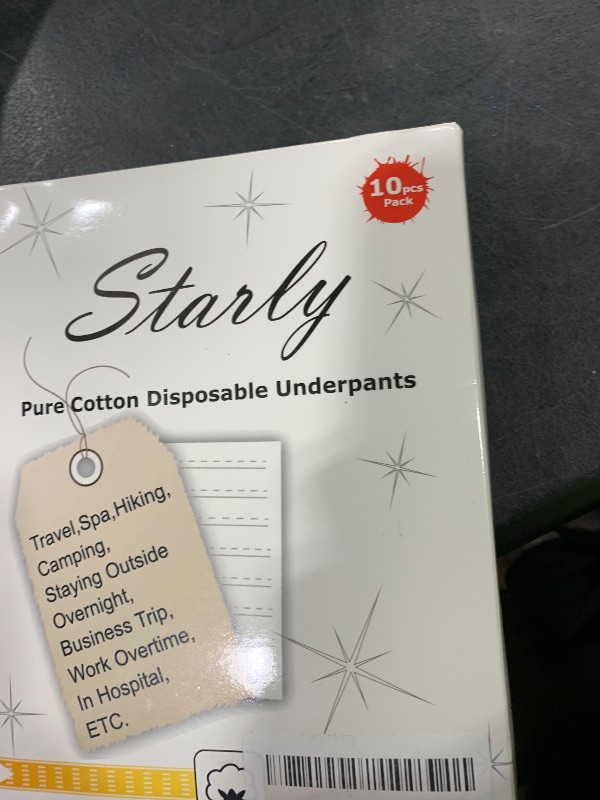 10pcs
Pack
Starly
Pure Cotton Disposable Underpants
Travel,Spa,Hiking,
Camping,
Staying Outside
Overnight,
Business Trip,
Work Overtime,
In Hospital,
ETC.